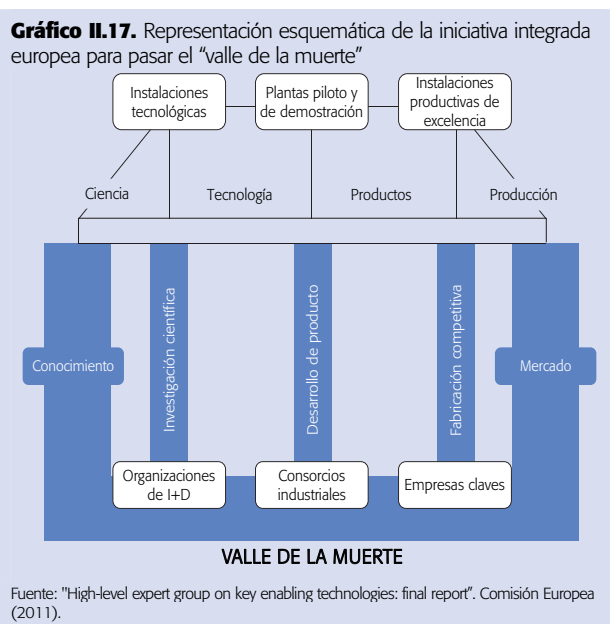 Gráfico II.17. Representación esquemática de la iniciativa integrada
europea para pasar el “valle de la muerte”
Instalaciones
tecnológicas
Plantas piloto y
de demostración
Instalaciones
productivas de
excelencia
Ciencia
Tecnología
Productos
Producción
Conocimiento
Investigación científica
Desarrollo de producto
Fabricación competitiva
Mercado
Organizaciones
de I+D
Consorcios
industriales
Empresas claves
VALLE DE LA MUERTE
Fuente: "High-level expert group on key enabling technologies: final report”. Comisión Europea
(2011).